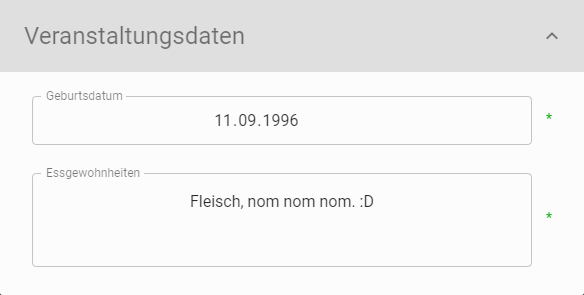 Veranstaltungsdaten
Geburtsdatum
11.09.1996
*
Essgewohnheiten
Fleisch, nom nom nom. :D
*